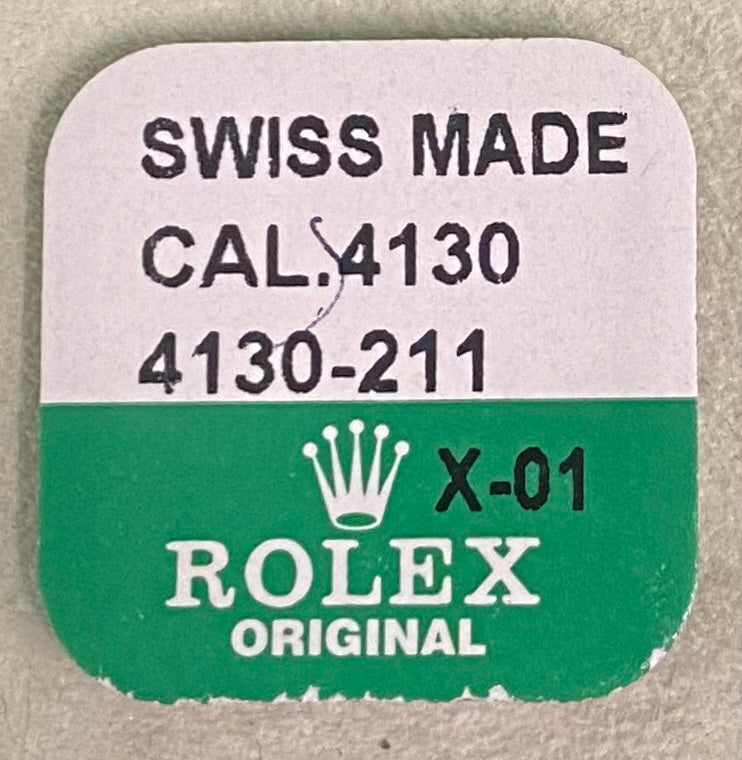 SWISS MADE
CAL.4130
4130-211
X-01
ROLEX
ORIGINAL